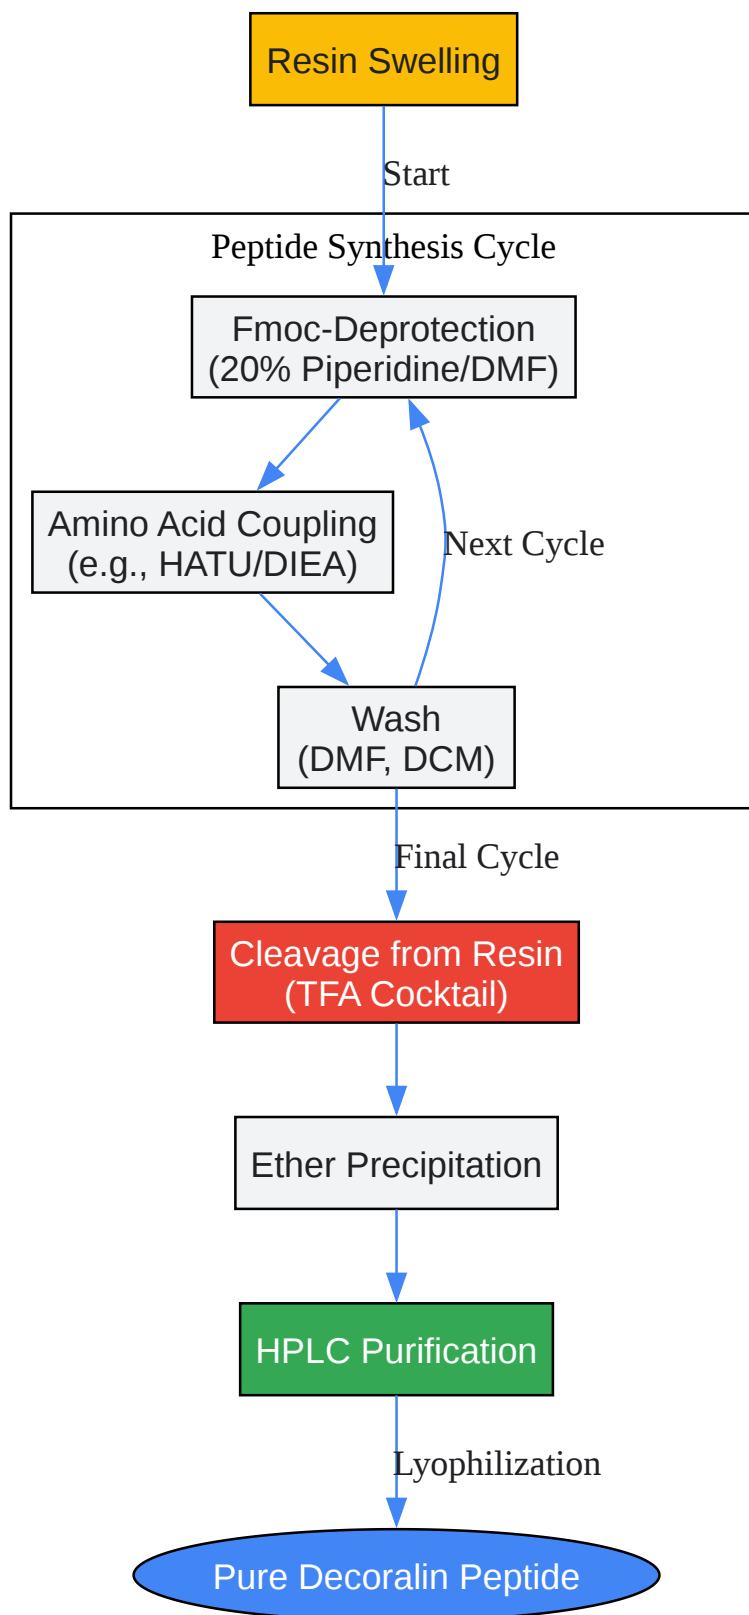 Resin Swelling
Start
Peptide Synthesis Cycle
Fmoc-Deprotection
(20% Piperidine/DMF)
Amino Acid Coupling
(e.g., HATU/DIEA)
Next Cycle
Wash
(DMF, DCM)
Final Cycle
Cleavage from Resin
(TFA Cocktail)
Ether Precipitation
HPLC Purification
Lyophilization
Pure Decoralin Peptide